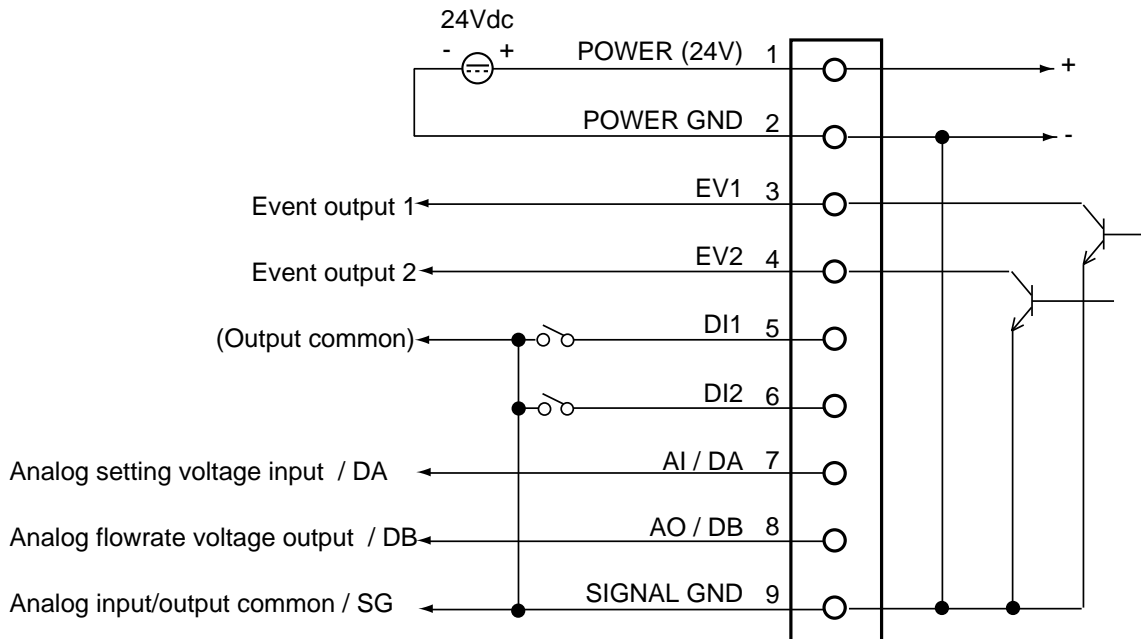 24Vdc
- +
POWER (24V) 1 +
POWER GND 2 -
Event output 1 EV1 3
Event output 2 EV2 4
(Output common) DI1 5
DI2 6
Analog setting voltage input / DA AI / DA 7
Analog flowrate voltage output / DB AO / DB 8
Analog input/output common / SG SIGNAL GND 9